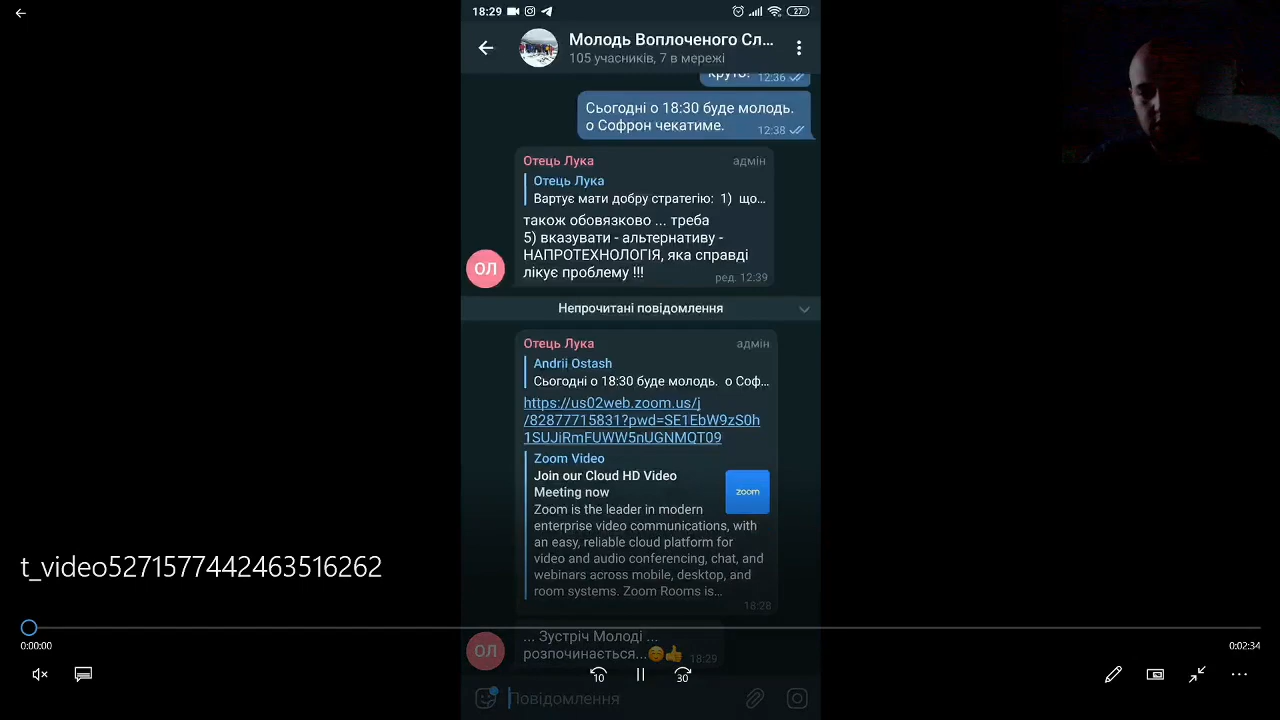 18:29
27
Молодь Воплоченого Сл...
105 учасників, 7 в мережі
круто!
12:36
Сьогодні о 18:30 буде молодь.
о Софрон чекатиме.
12:38
Отець Лука
адмін
Отець Лука
Вартує мати добру стратегію: 1) що...
також обовязково ... треба
5) вказувати - альтернативу -
НАПРОТЕХНОЛОГІЯ, яка справді
лікує проблему !!!
ред. 12:39
ОЛ
Непрочитані повідомлення
Отець Лука
адмін
Andrii Ostash
Сьогодні о 18:30 буде молодь. о Соф...
https://us02web.zoom.us/j
/82877715831?pwd=SE1EbW9zS0h
1SUJiRmFUWW5nUGNMQT09
Zoom Video
Join our Cloud HD Video
Meeting now
zoom
Zoom is the leader in modern
enterprise video communications, with
an easy, reliable cloud platform for
video and audio conferencing, chat, and
webinars across mobile, desktop, and
room systems. Zoom Rooms is...
18:28
t_video5271577442463516262
... Зустріч Молоді ...
розпочинається...
18:29
ОЛ
0:00:00
0:02:34
10
30
Повідомлення